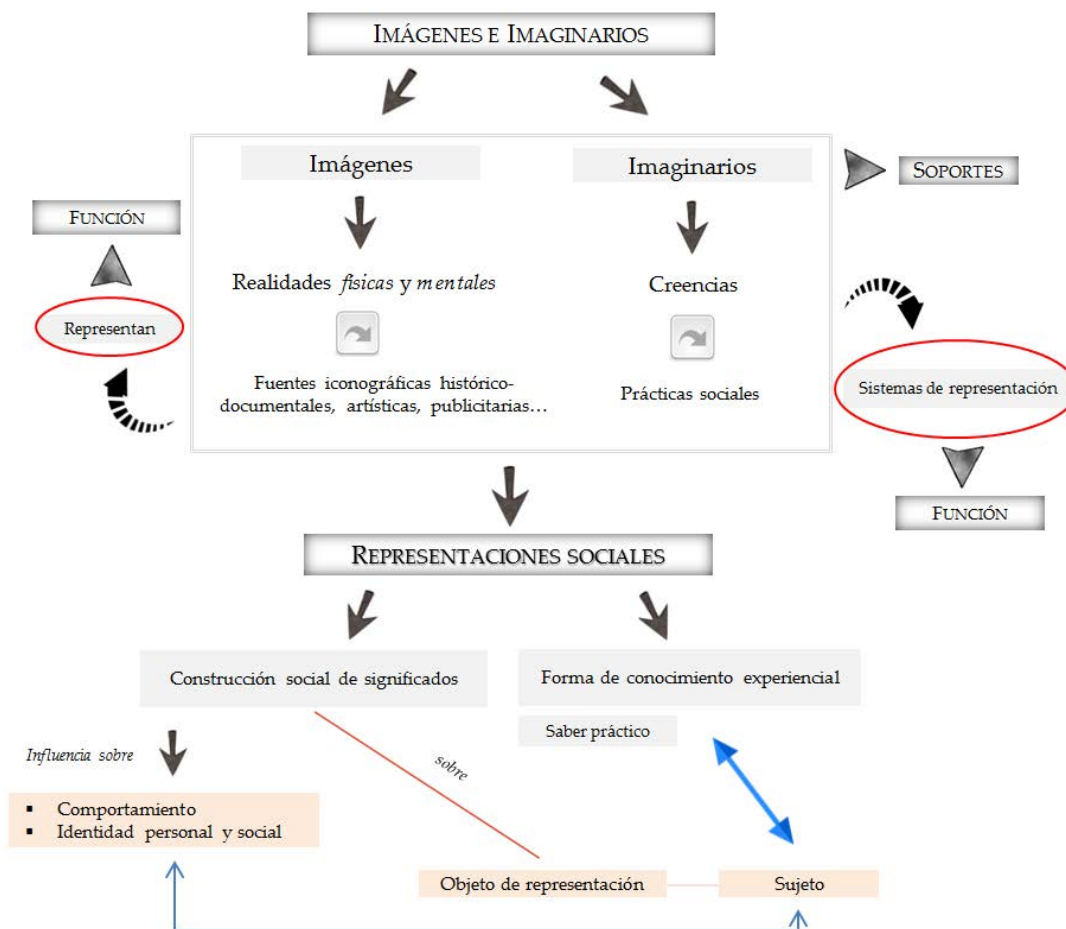 IMÁGENES E IMAGINARIOS
Imágenes
Imaginarios
SOPORTES
FUNCIÓN
Realidades físicas y mentales
Creencias
Representan
Fuentes iconográficas histórico-
documentales, artísticas, publicitarias...
Prácticas sociales
Sistemas de representación
FUNCIÓN
REPRESENTACIONES SOCIALES
Construcción social de significados
Forma de conocimiento experiencial
Saber práctico
Influencia sobre
sobre
▪ Comportamiento
▪ Identidad personal y social
Objeto de representación
Sujeto